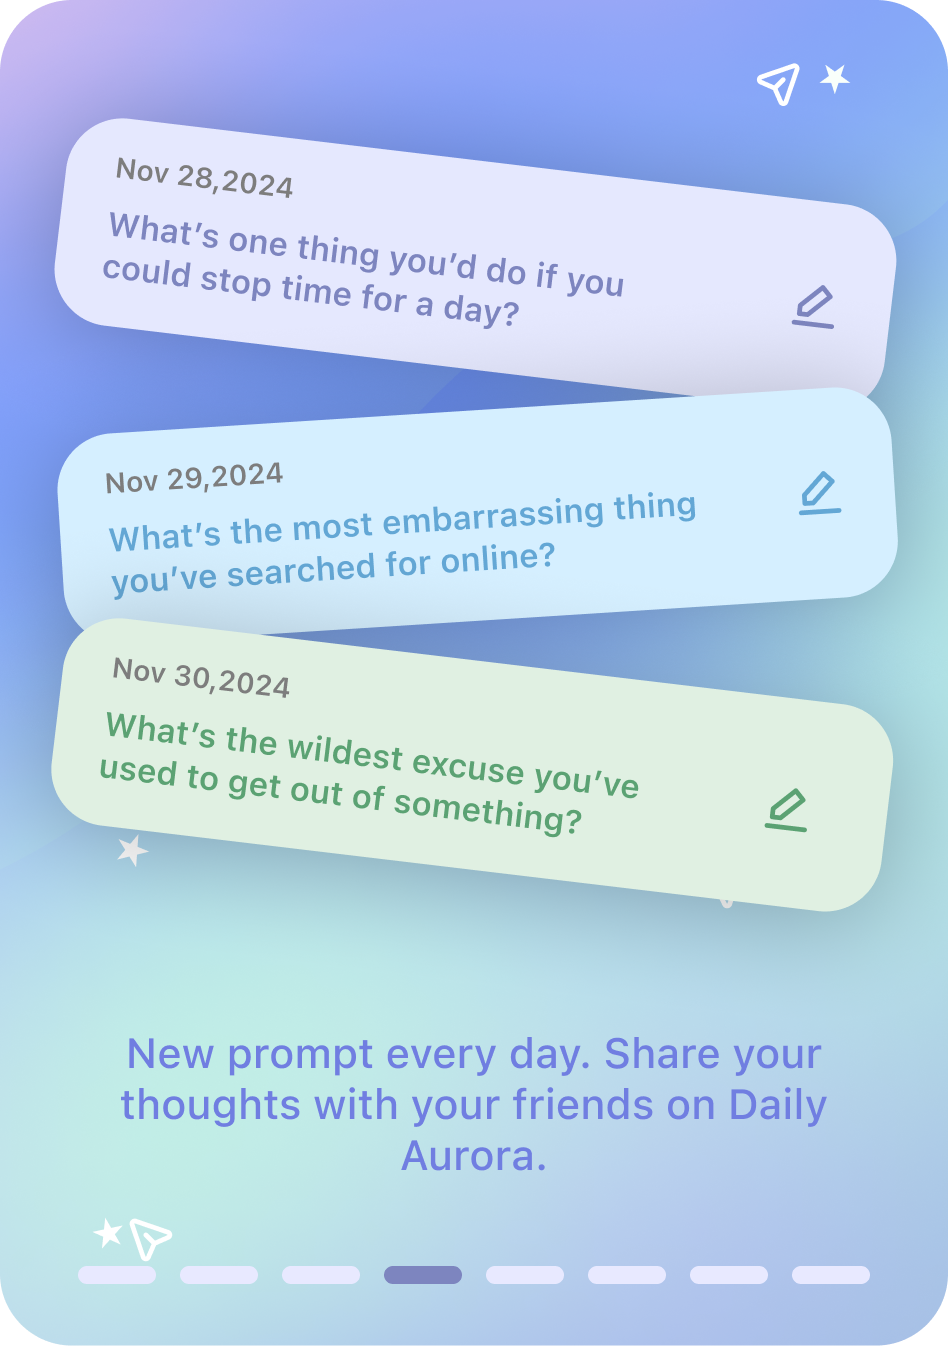 Nov 28,2024
What’s one thing you’d do if you
could stop time for a day?
Nov 29,2024
What’s the most embarrassing thing
you’ve searched for online?
Nov 30,2024
What’s the wildest excuse you’ve
used to get out of something?
New prompt every day. Share your
thoughts with your friends on Daily
Aurora.